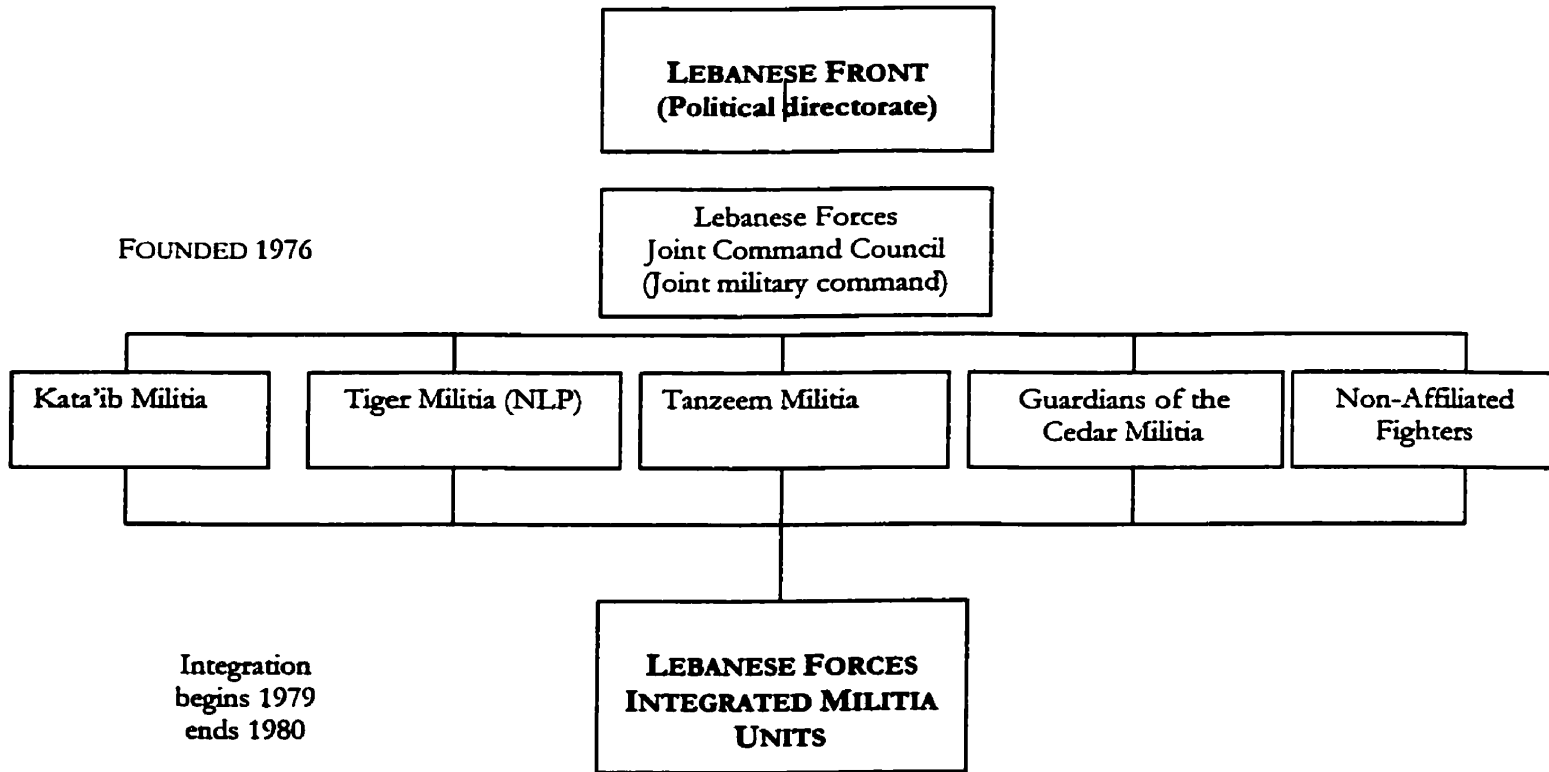 LEBANESE FRONT
(Political directorate)
FOUNDED 1976
Lebanese Forces
Joint Command Council
(Joint military command)
Kata'ib Militia
Tiger Militia (NLP)
Tanzeem Militia
Guardians of the
Cedar Militia
Non-Affiliated
Fighters
Integration
begins 1979
ends 1980
LEBANESE FORCES
INTEGRATED MILITIA
UNITS